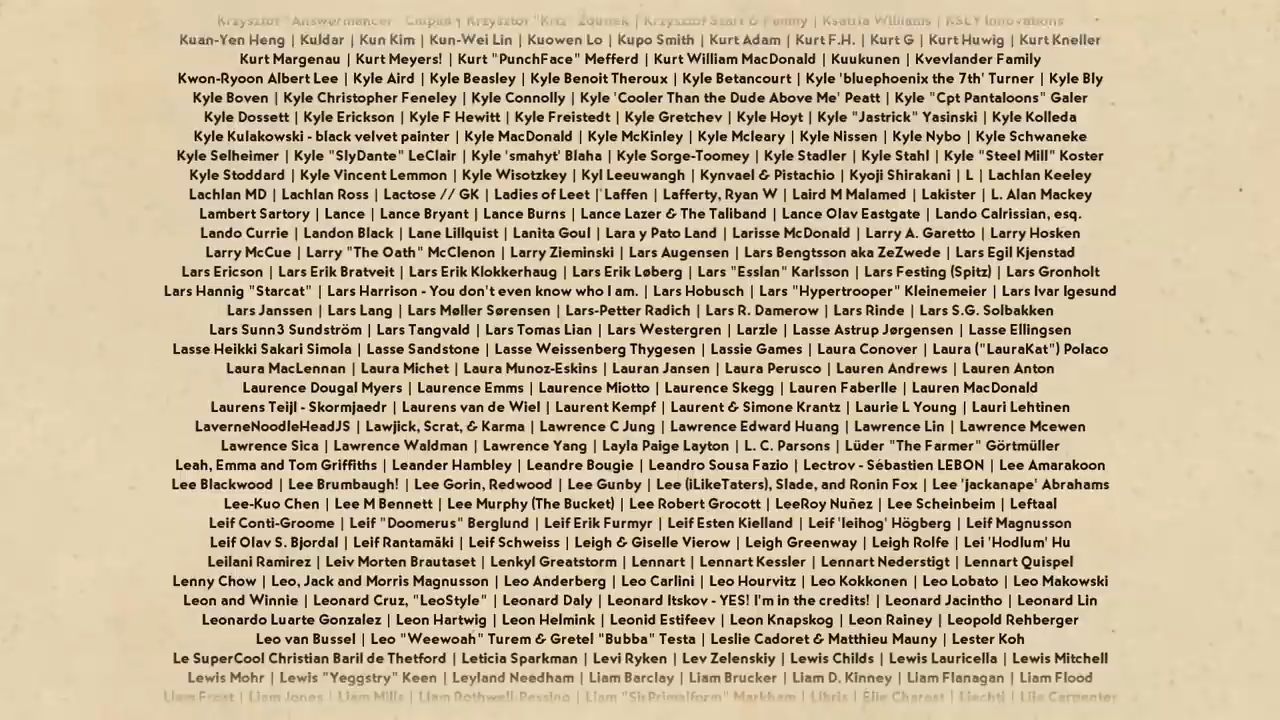 Krzysztof "Answermancer" | Krzysztof "Kriz" | Krzysztof | Ksatria Williams | KSLY Innovations
Kuan-Yen Heng | Kuldar | Kun Kim | Kun-Wei Lin | Kuowen Lo | Kupo Smith | Kurt Adam | Kurt F.H. | Kurt G | Kurt Huwig | Kurt Kneller
Kurt Margenau | Kurt Meyers! | Kurt "PunchFace" Mefferd | Kurt William MacDonald | Kuukunen | Kvevlander Family
Kwon-Ryoon Albert Lee | Kyle Aird | Kyle Beasley | Kyle Benoit Theroux | Kyle Betancourt | Kyle 'bluephoenix the 7th' Turner | Kyle Bly
Kyle Boven | Kyle Christopher Feneley | Kyle Connolly | Kyle 'Cooler Than the Dude Above Me' Peatt | Kyle "Cpt Pantaloons" Galer
Kyle Dossett | Kyle Erickson | Kyle F Hewitt | Kyle Freistedt | Kyle Gretchev | Kyle Hoyt | Kyle "Jastrick" Yasinski | Kyle Kolleda
Kyle Kulakowski - black velvet painter | Kyle MacDonald | Kyle McKinley | Kyle Mcleary | Kyle Nissen | Kyle Nybo | Kyle Schwaneke
Kyle Selheimer | Kyle "SlyDante" LeClair | Kyle 'smahyt' Blaha | Kyle Sorge-Toomey | Kyle Stadler | Kyle Stahl | Kyle "Steel Mill" Koster
Kyle Stoddard | Kyle Vincent Lemmon | Kyle Wisotzkey | Kyl Leeuwangh | Kynvael & Pistachio | Kyoji Shirakani | L | Lachlan Keeley
Lachlan MD | Lachlan Ross | Lactose // GK | Ladies of Leet | Laffen | Lafferty, Ryan W | Laird M Malamed | Lakister | L. Alan Mackey
Lambert Sartory | Lance | Lance Bryant | Lance Burns | Lance Lazer & The Taliband | Lance Olav Eastgate | Lando Calrissian, esq.
Lando Currie | Landon Black | Lane Lillquist | Lanita Goul | Lara y Pato Land | Larisse McDonald | Larry A. Garetto | Larry Hosken
Larry McCue | Larry "The Oath" McClenon | Larry Zieminski | Lars Augensen | Lars Bengtsson aka ZeZwede | Lars Egil Kjenstad
Lars Ericson | Lars Erik Bratveit | Lars Erik Klokkerhaug | Lars Erik Løberg | Lars "Esslan" Karlsson | Lars Festing (Spitz) | Lars Gronholt
Lars Hannig "Starcat" | Lars Harrison - You don't even know who I am. | Lars Hobusch | Lars "Hypertrooper" Kleinemeier | Lars Ivar Igesund
Lars Janssen | Lars Lang | Lars Møller Sørensen | Lars-Petter Radich | Lars R. Damerow | Lars Rinde | Lars S.G. Solbakken
Lars Sunn3 Sundström | Lars Tangvald | Lars Tomas Lian | Lars Westergren | Larzle | Lasse Astrup Jørgensen | Lasse Ellingsen
Lasse Heikki Sakari Simola | Lasse Sandstone | Lasse Weissenberg Thygesen | Lassie Games | Laura Conover | Laura ("LauraKat") Polaco
Laura MacLennan | Laura Michet | Laura Munoz-Eskins | Lauran Jansen | Laura Perusco | Lauren Andrews | Lauren Anton
Laurence Dougal Myers | Laurence Emms | Laurence Miotto | Laurence Skegg | Lauren Faberlle | Lauren MacDonald
Laurens Teijl - Skormjaedr | Laurens van de Wiel | Laurent Kempf | Laurent & Simone Krantz | Laurie L Young | Lauri Lehtinen
LaverneNoodleHeadJS | Lawjick, Scrat, & Karma | Lawrence C Jung | Lawrence Edward Huang | Lawrence Lin | Lawrence Mcewen
Lawrence Sica | Lawrence Waldman | Lawrence Yang | Layla Paige Layton | L. C. Parsons | Lüder "The Farmer" Görtmüller
Leah, Emma and Tom Griffiths | Leander Hambley | Leandre Bougie | Leandro Sousa Fazio | Lectrov - Sébastien LEBON | Lee Amarakoon
Lee Blackwood | Lee Brumbaugh! | Lee Gorin, Redwood | Lee Gunby | Lee (iLikeTaters), Slade, and Ronin Fox | Lee 'jackanape' Abrahams
Lee-Kuo Chen | Lee M Bennett | Lee Murphy (The Bucket) | Lee Robert Grocott | LeeRoy Nuñez | Lee Scheinbeim | Leftaal
Leif Conti-Groome | Leif "Doomerus" Berglund | Leif Erik Furmyr | Leif Esten Kielland | Leif 'leihog' Högberg | Leif Magnusson
Leif Olav S. Bjordal | Leif Rantamäki | Leif Schweiss | Leigh & Giselle Vierow | Leigh Greenway | Leigh Rolfe | Lei 'Hodlum' Hu
Leilani Ramirez | Leiv Morten Brautaset | Lenkyl Greatstorm | Lennart | Lennart Kessler | Lennart Nederstigt | Lennart Quispel
Lenny Chow | Leo, Jack and Morris Magnusson | Leo Anderberg | Leo Carlini | Leo Hourvitz | Leo Kokkonen | Leo Lobato | Leo Makowski
Leon and Winnie | Leonard Cruz, "LeoStyle" | Leonard Daly | Leonard Itskov - YES! I'm in the credits! | Leonard Jacintho | Leonard Lin
Leonardo Luarte Gonzalez | Leon Hartwig | Leon Helmink | Leonid Estifeev | Leon Knapskog | Leon Rainey | Leopold Rehberger
Leo van Bussel | Leo "Weewoah" Turem & Gretel "Bubba" Testa | Leslie Cadoret & Matthieu Mauny | Lester Koh
Le SuperCool Christian Baril de Thetford | Leticia Sparkman | Levi Ryken | Lev Zelenskiy | Lewis Childs | Lewis Lauricella | Lewis Mitchell
Lewis Mohr | Lewis "Yeggstry" Keen | Leyland Needham | Liam Barclay | Liam Brucker | Liam D. Kinney | Liam Flanagan | Liam Flood
Liam Frost | Liam Jones | Liam Mills | Liam Rothwell-Pessino | Liam "SirPrimalform" Markham | Libris | Elie Charest | Liechti | Lile Carpenter